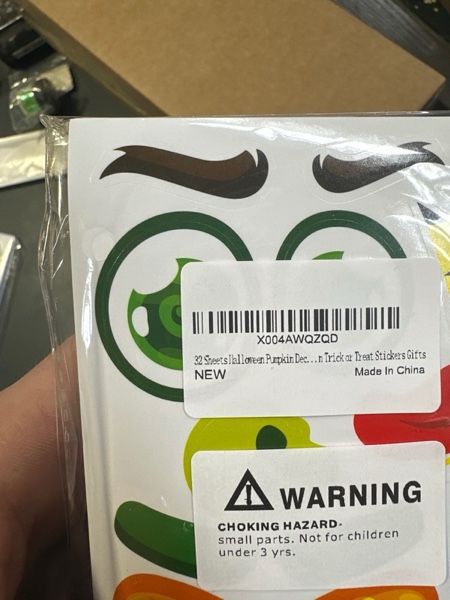 X004AWQZQD
32 Sheets Halloween Pumpkin Dec...n Trick or Treat Stickers Gifts
NEW Made In China
WARNING
CHOKING HAZARD-
small parts. Not for children
under 3 yrs.